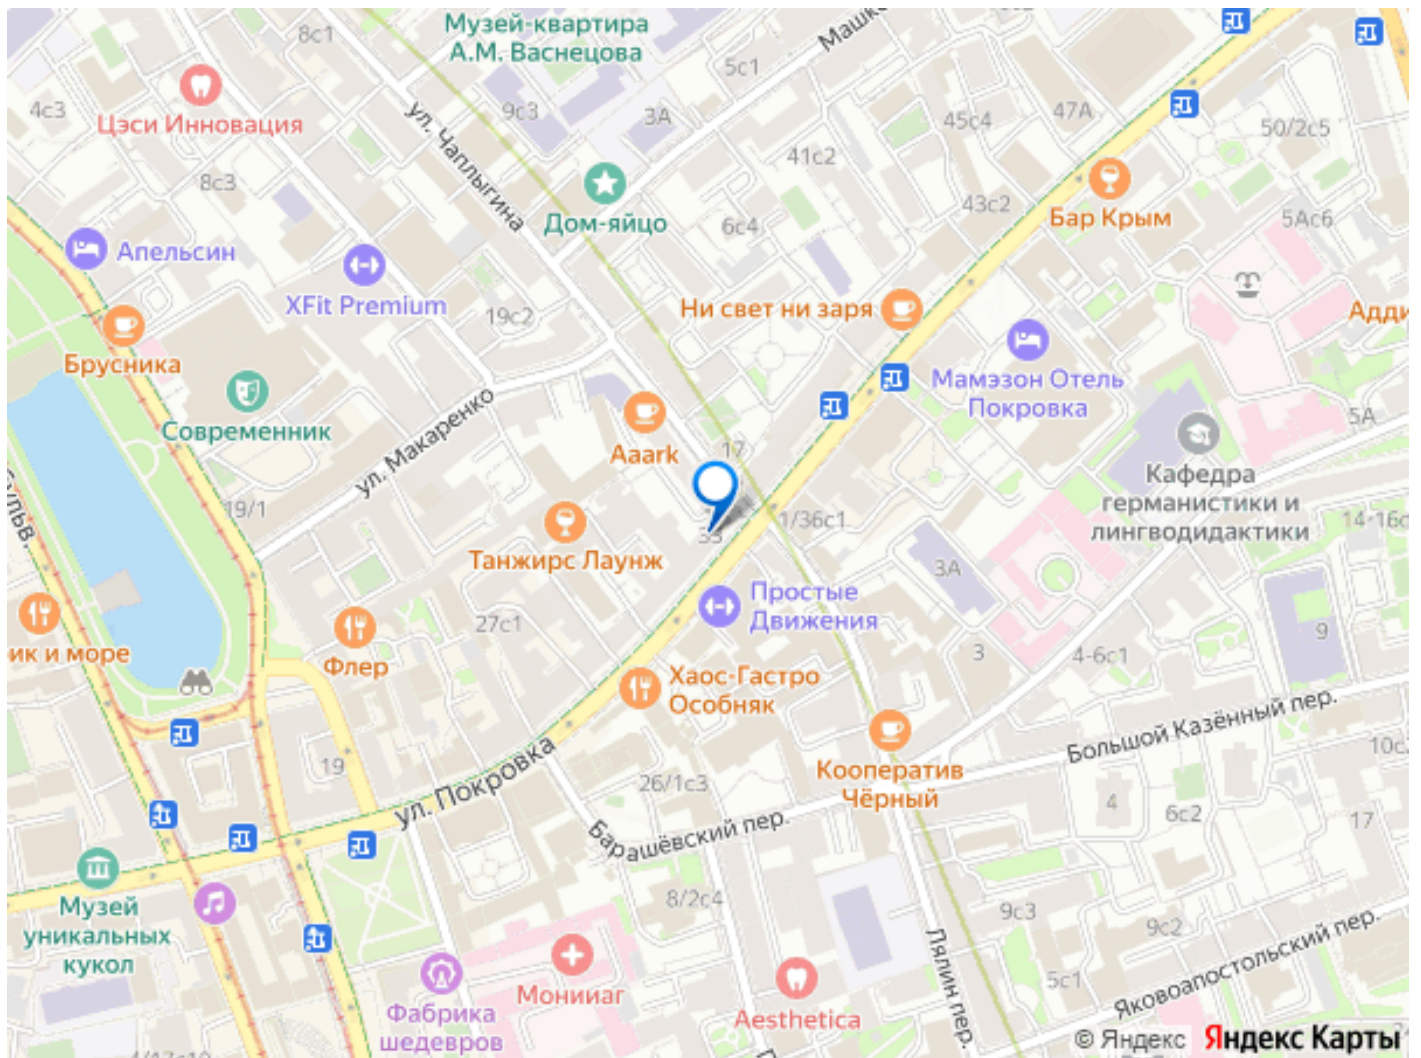 Музей-квартира
А.М. Васнецова
8с1
5с1
4с3
Цэси Инновация
9с3
3А
ул. Чаплыгина
45с4
47А
50/2с5
41с2
8с3
Дом-яйцо
6с4
43с2
Бар Крым
5Ас6
Апельсин
XFit Premium
19с2
Ни свет ни заря
Брусника
Мамэзон Отель
Покровка
5А
Современник
ул. Макаренко
Aaark
17
Кафедра
германистики и
лингводидактики
19/1
33
1/36с1
Танжирс Лаунж
3А
Простые
Движения
27с1
Флер
ик и море
3
4-6с1
9
Хаос-Гастро
Особняк
Большой Казённый пер.
ул. Покровка
19
Кооператив
Чёрный
26/1с3
4
6с2
10с2
17
Барашёвский пер.
Музей
уникальных
кукол
8/2с4
9с3
9с2
Лялин пер.
Яковоапостольский пер.
5с1
Мониаг
Фабрика
шедевров
Aesthetica
© Яндекс Яндекс Карты